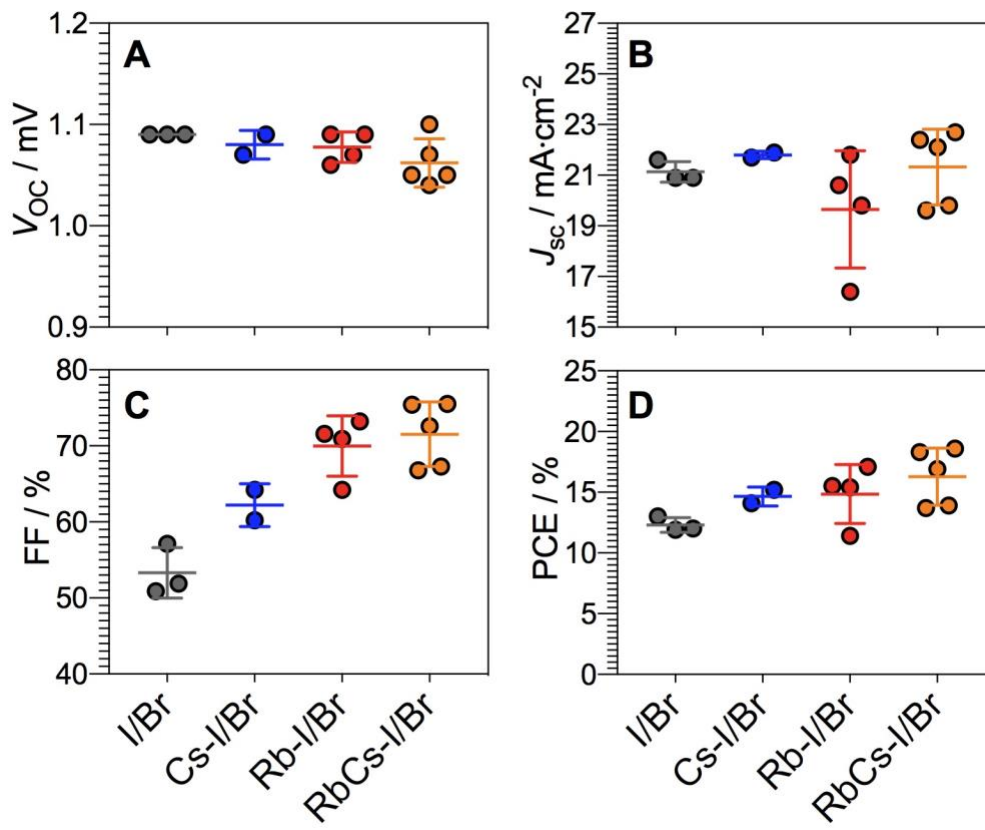 A
V_OC / mV
1.2
1.1
1.0
0.9
B
J_sc / mA·cm⁻²
27
25
23
21
19
17
15
C
FF / %
80
70
60
50
40
I/Br
Cs-I/Br
Rb-I/Br
RbCs-I/Br
D
PCE / %
25
20
15
10
5
0
I/Br
Cs-I/Br
Rb-I/Br
RbCs-I/Br